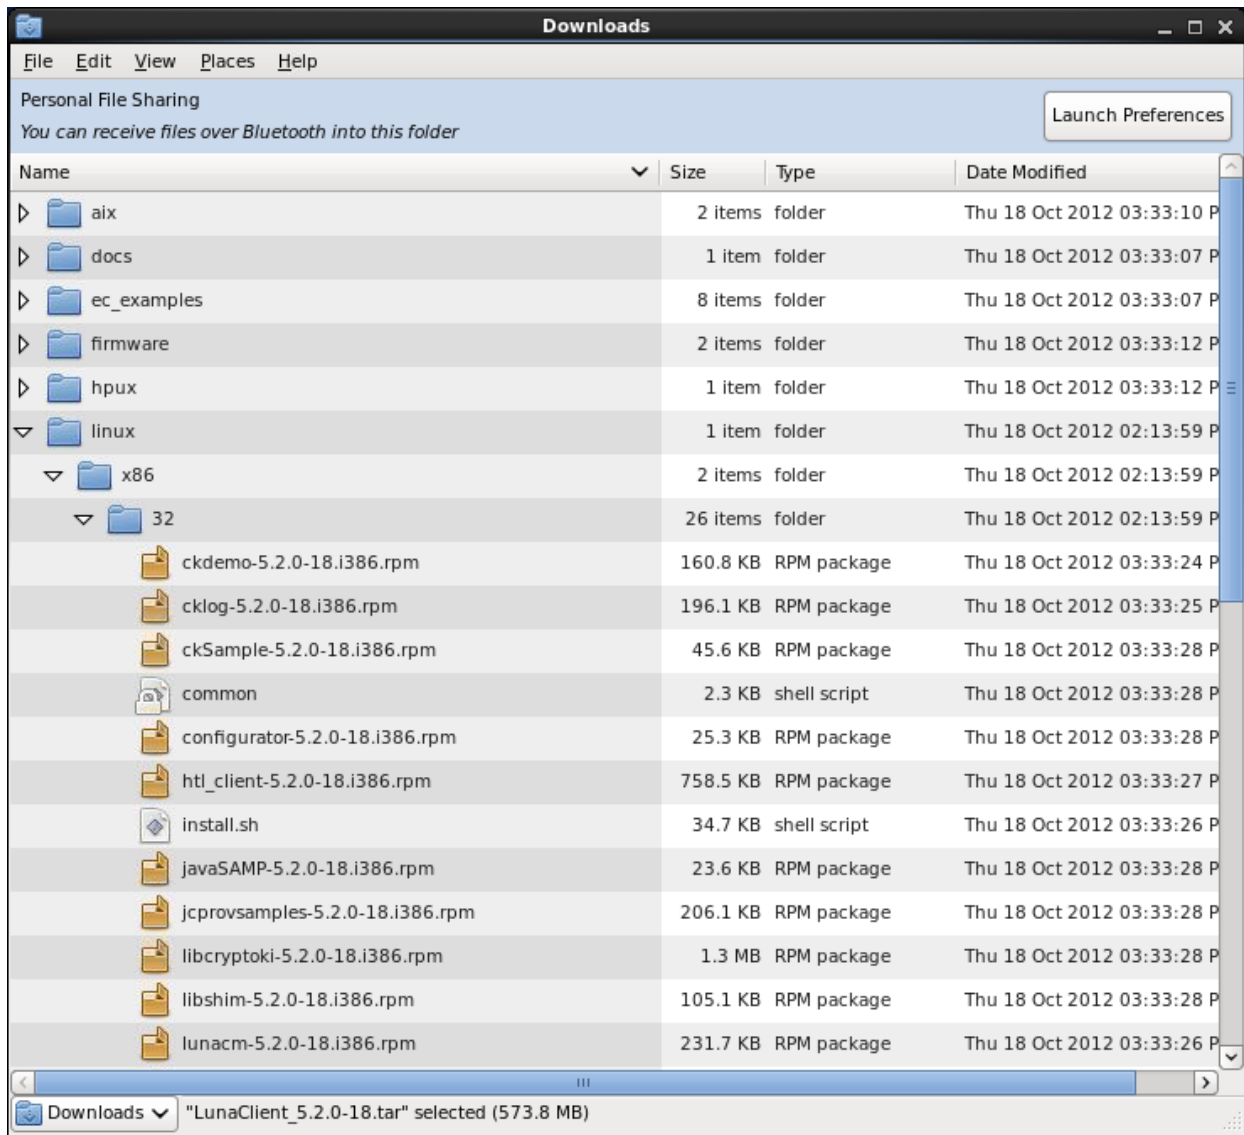 Downloads
File Edit View Places Help
Personal File Sharing
You can receive files over Bluetooth into this folder
Launch Preferences
Name Size Type Date Modified
aix 2 items folder Thu 18 Oct 2012 03:33:10 P
docs 1 item folder Thu 18 Oct 2012 03:33:07 P
ec_examples 8 items folder Thu 18 Oct 2012 03:33:07 P
firmware 2 items folder Thu 18 Oct 2012 03:33:12 P
hpux 1 item folder Thu 18 Oct 2012 03:33:12 P
linux 1 item folder Thu 18 Oct 2012 02:13:59 P
x86 2 items folder Thu 18 Oct 2012 02:13:59 P
32 26 items folder Thu 18 Oct 2012 02:13:59 P
ckdemo-5.2.0-18.i386.rpm 160.8 KB RPM package Thu 18 Oct 2012 03:33:24 P
cklog-5.2.0-18.i386.rpm 196.1 KB RPM package Thu 18 Oct 2012 03:33:25 P
ckSample-5.2.0-18.i386.rpm 45.6 KB RPM package Thu 18 Oct 2012 03:33:28 P
common 2.3 KB shell script Thu 18 Oct 2012 03:33:28 P
configurator-5.2.0-18.i386.rpm 25.3 KB RPM package Thu 18 Oct 2012 03:33:28 P
htl_client-5.2.0-18.i386.rpm 758.5 KB RPM package Thu 18 Oct 2012 03:33:27 P
install.sh 34.7 KB shell script Thu 18 Oct 2012 03:33:26 P
javaSAMP-5.2.0-18.i386.rpm 23.6 KB RPM package Thu 18 Oct 2012 03:33:28 P
jcprovsamples-5.2.0-18.i386.rpm 206.1 KB RPM package Thu 18 Oct 2012 03:33:28 P
libcryptoki-5.2.0-18.i386.rpm 1.3 MB RPM package Thu 18 Oct 2012 03:33:28 P
libshim-5.2.0-18.i386.rpm 105.1 KB RPM package Thu 18 Oct 2012 03:33:28 P
lunacm-5.2.0-18.i386.rpm 231.7 KB RPM package Thu 18 Oct 2012 03:33:26 P
Downloads "LunaClient_5.2.0-18.tar" selected (573.8 MB)